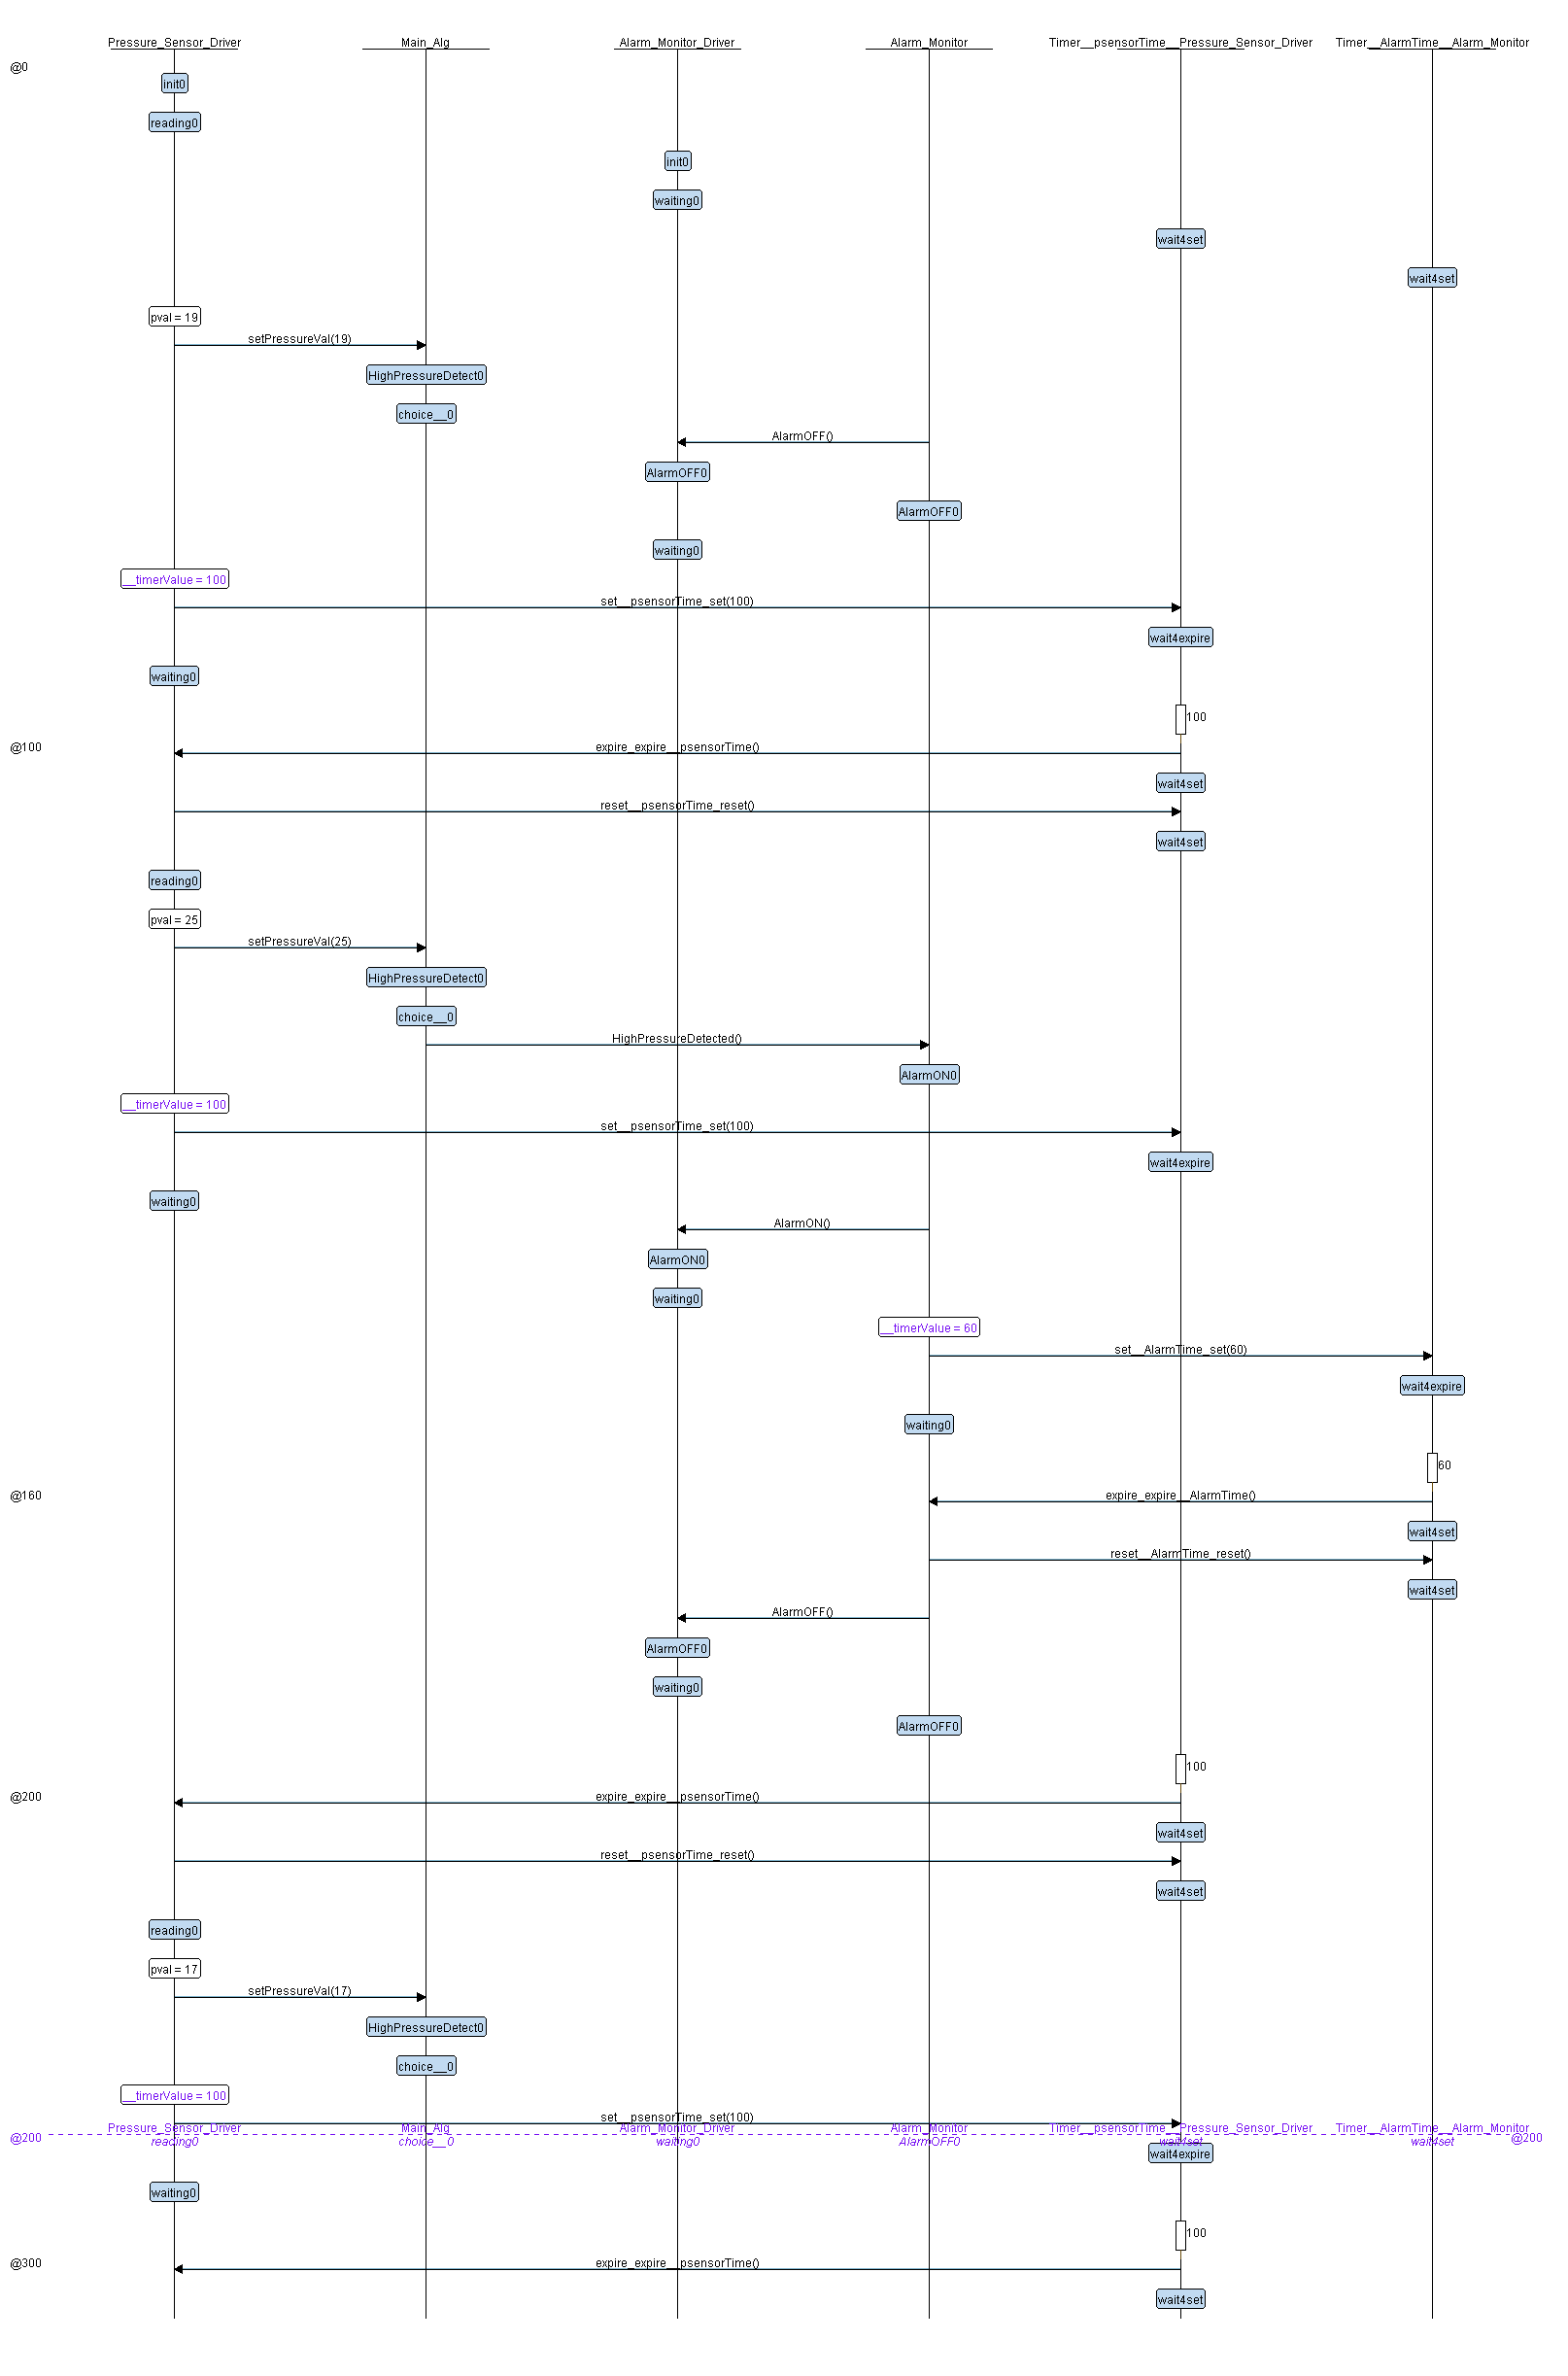 Pressure_Sensor_Driver Main_Alg Alarm_Monitor_Driver Alarm_Monitor Timer__psensorTime__Pressure_Sensor_Driver Timer__AlarmTime__Alarm_Monitor
@0
init0
reading0
init0
waiting0
wait4set
wait4set
pval = 19
setPressureVal(19)
HighPressureDetect0
choice__0
AlarmOFF()
AlarmOFF0
AlarmOFF0
waiting0
__timerValue = 100
set__psensorTime_set(100)
wait4expire
waiting0
100
@100 expire_expire__psensorTime()
wait4set
reset__psensorTime_reset()
wait4set
reading0
pval = 25
setPressureVal(25)
HighPressureDetect0
choice__0
HighPressureDetected()
AlarmON0
__timerValue = 100
set__psensorTime_set(100)
wait4expire
waiting0
AlarmON()
AlarmON0
waiting0
__timerValue = 60
set__AlarmTime_set(60)
wait4expire
waiting0
60
@160 expire_expire__AlarmTime()
wait4set
reset__AlarmTime_reset()
wait4set
AlarmOFF()
AlarmOFF0
waiting0
AlarmOFF0
100
@200 expire_expire__psensorTime()
wait4set
reset__psensorTime_reset()
wait4set
reading0
pval = 17
setPressureVal(17)
HighPressureDetect0
choice__0
__timerValue = 100
set__psensorTime_set(100)
Pressure_Sensor_Driver Main_Alg Alarm_Monitor_Driver Alarm_Monitor Timer__psensorTime__Pressure_Sensor_Driver Timer__AlarmTime__Alarm_Monitor
@200 @200
reading0 choice__0 waiting0 AlarmOFF0 wait4set wait4set
wait4expire
waiting0
100
@300 expire_expire__psensorTime()
wait4set